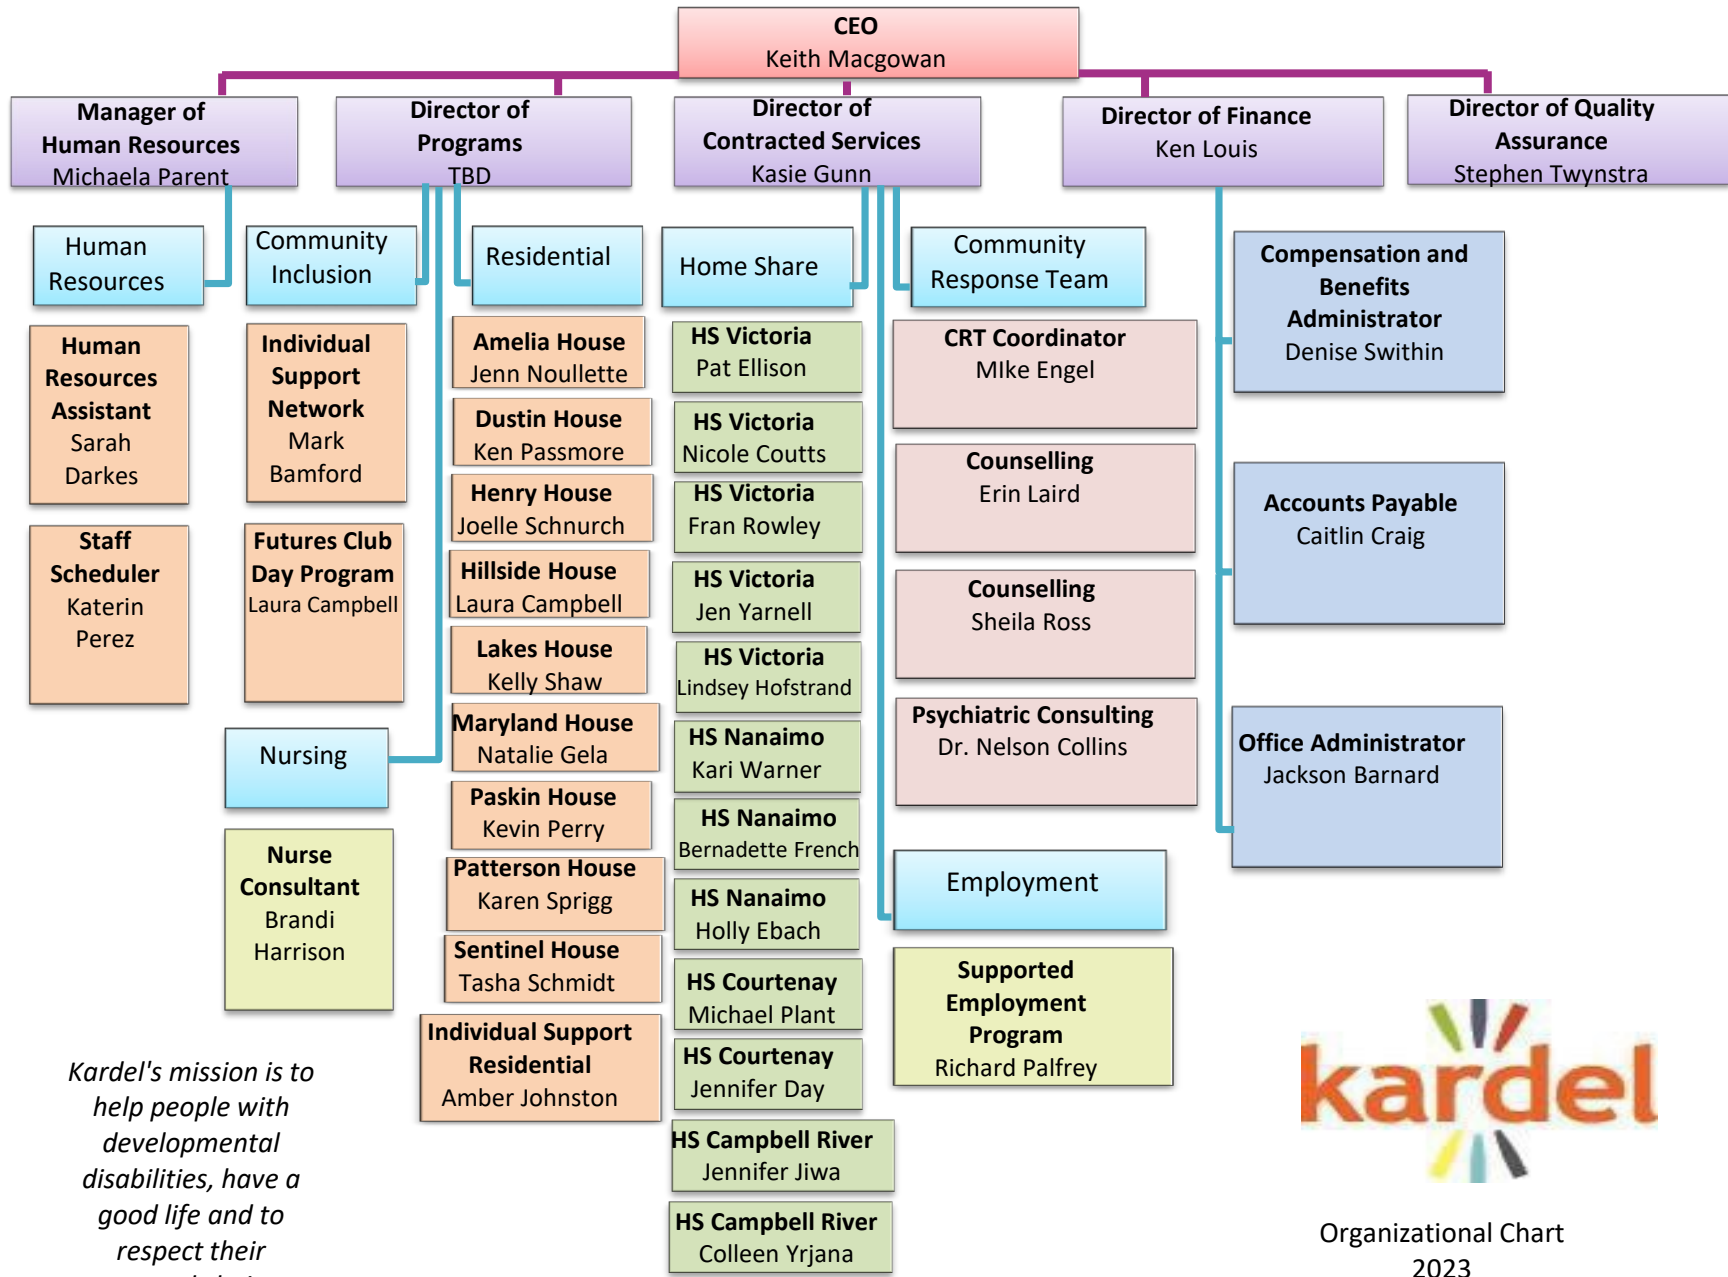 CEO
Keith Macgowan
Manager of
Human Resources
Michaela Parent
Director of
Programs
TBD
Director of
Contracted Services
Kasie Gunn
Director of Finance
Ken Louis
Director of Quality
Assurance
Stephen Twynstra
Human
Resources
Human
Resources
Assistant
Sarah
Darkes
Staff
Scheduler
Katerin
Perez
Community
Inclusion
Individual
Support
Network
Mark
Bamford
Futures Club
Day Program
Laura Campbell
Nursing
Nurse
Consultant
Brandi
Harrison
Residential
Amelia House
Jenn Noullette
Dustin House
Ken Passmore
Henry House
Joelle Schnurch
Hillside House
Laura Campbell
Lakes House
Kelly Shaw
Maryland House
Natalie Gela
Paskin House
Kevin Perry
Patterson House
Karen Sprigg
Sentinel House
Tasha Schmidt
Individual Support
Residential
Amber Johnston
Home Share
HS Victoria
Pat Ellison
HS Victoria
Nicole Coutts
HS Victoria
Fran Rowley
HS Victoria
Jen Yarnell
HS Victoria
Lindsey Hofstrand
HS Nanaimo
Kari Warner
HS Nanaimo
Bernadette French
HS Nanaimo
Holly Ebach
HS Courtenay
Michael Plant
HS Courtenay
Jennifer Day
HS Campbell River
Jennifer Jiwa
HS Campbell River
Colleen Yrjana
Community
Response Team
CRT Coordinator
MIke Engel
Counselling
Erin Laird
Counselling
Sheila Ross
Psychiatric Consulting
Dr. Nelson Collins
Employment
Supported
Employment
Program
Richard Palfrey
Compensation and
Benefits
Administrator
Denise Swithin
Accounts Payable
Caitlin Craig
Office Administrator
Jackson Barnard
Kardel's mission is to
help people with
developmental
disabilities, have a
good life and to
respect their
kardel
Organizational Chart
2023